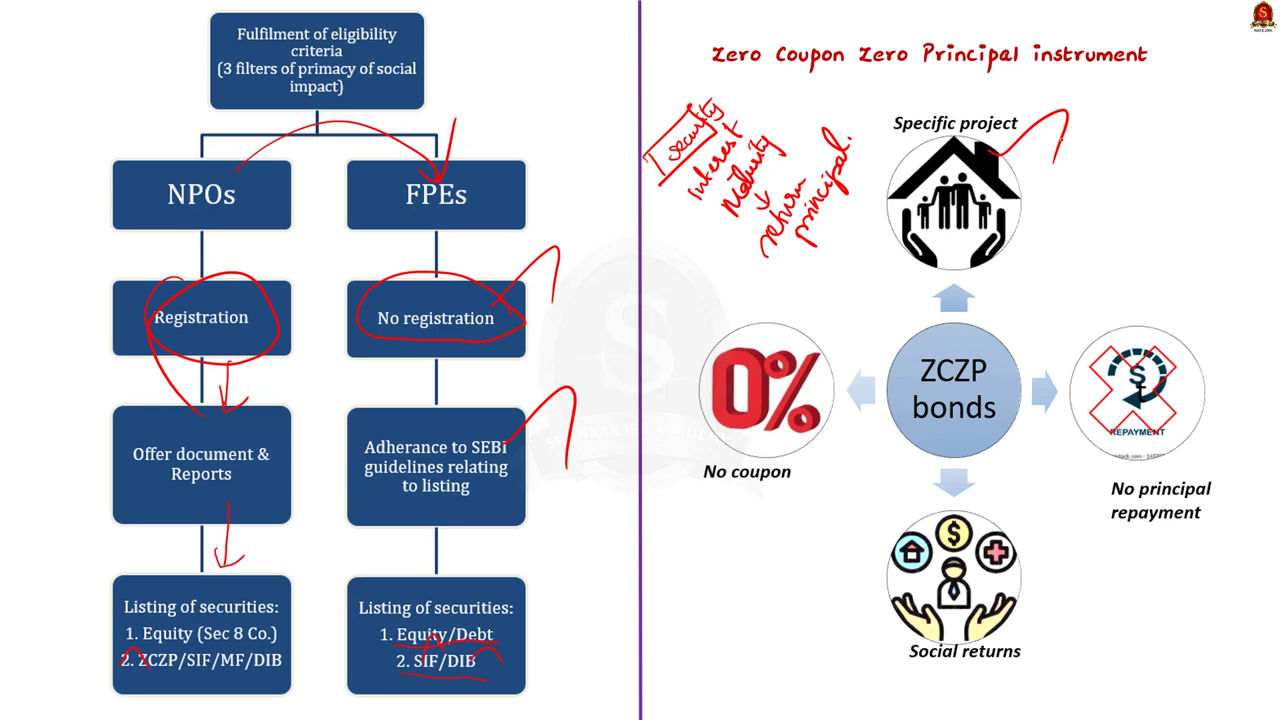 Fulfilment of eligibility
criteria
(3 filters of primacy of social
impact)
NPOs
FPEs
Registration
No registration
Offer document &
Reports
Adherance to SEBI
guidelines relating
to listing
Listing of securities:
1. Equity (Sec 8 Co.)
2. ZCZP/SIF/MF/DIB
Listing of securities:
1. Equity/Debt
2. SIF/DIB
Zero Coupon Zero Principal instrument
security
interest
Maturity
return
principal.
Specific project
ZCZP
bonds
0%
No coupon
$
REPAYMENT
No principal
repayment
$
Social returns
S